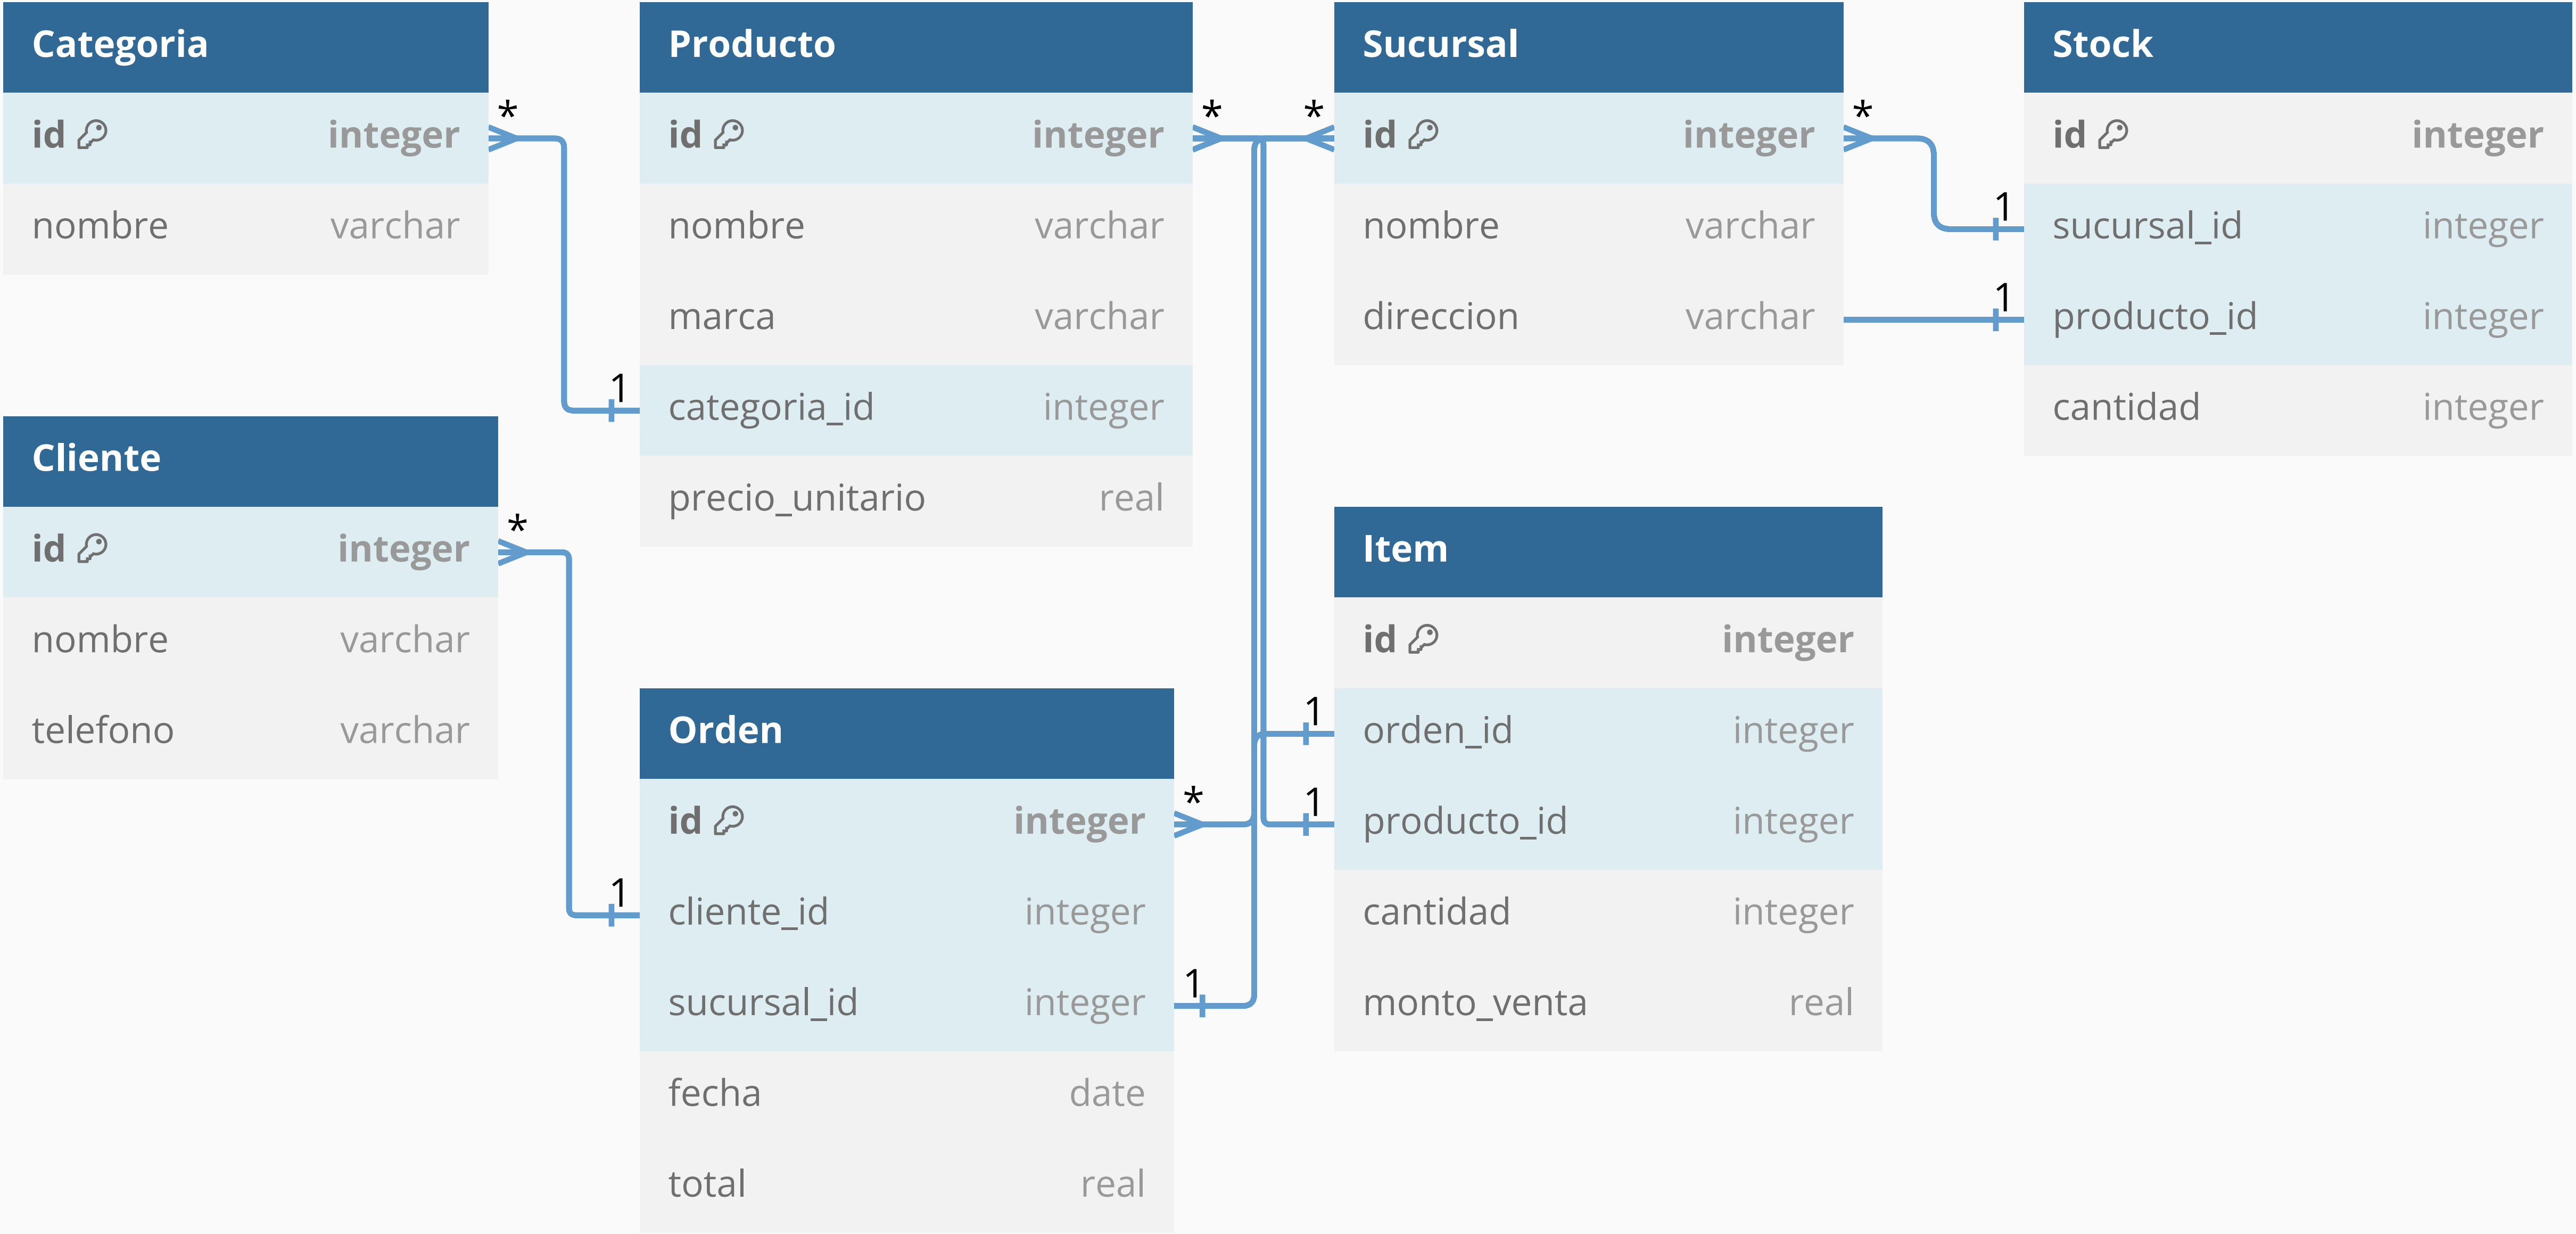 Categoria
id integer
nombre varchar
Producto
id integer
nombre varchar
marca varchar
categoria_id integer
precio_unitario real
Sucursal
id integer
nombre varchar
direccion varchar
Stock
id integer
sucursal_id integer
producto_id integer
cantidad integer
Cliente
id integer
nombre varchar
telefono varchar
Orden
id integer
cliente_id integer
sucursal_id integer
fecha date
total real
Item
id integer
orden_id integer
producto_id integer
cantidad integer
monto_venta real
*
1
*
*
*
1
1
*
1
*
1
1
1